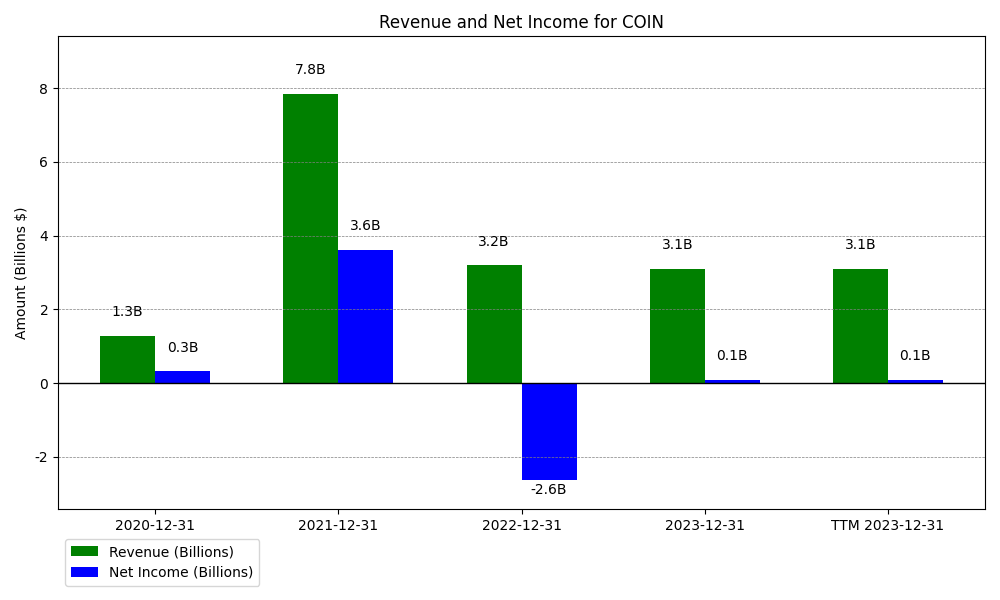 Revenue and Net Income for COIN
Amount (Billions $)
8
6
4
2
0
-2
7.8B
3.6B
3.2B
3.1B
3.1B
1.3B
0.3B
0.1B
0.1B
-2.6B
2020-12-31
2021-12-31
2022-12-31
2023-12-31
TTM 2023-12-31
Revenue (Billions)
Net Income (Billions)